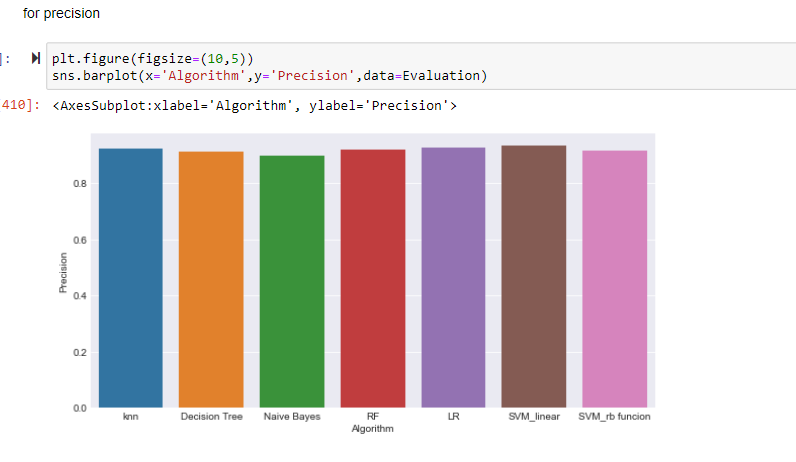 for precision
]:
plt.figure(figsize=(10,5))
sns.barplot(x='Algorithm',y='Precision',data=Evaluation)
410]: <AxesSubplot:xlabel='Algorithm', ylabel='Precision'>
0.8
0.6
Precision
0.4
0.2
0.0
knn Decision Tree Naive Bayes RF LR SVM_linear SVM_rb funcion
Algorithm